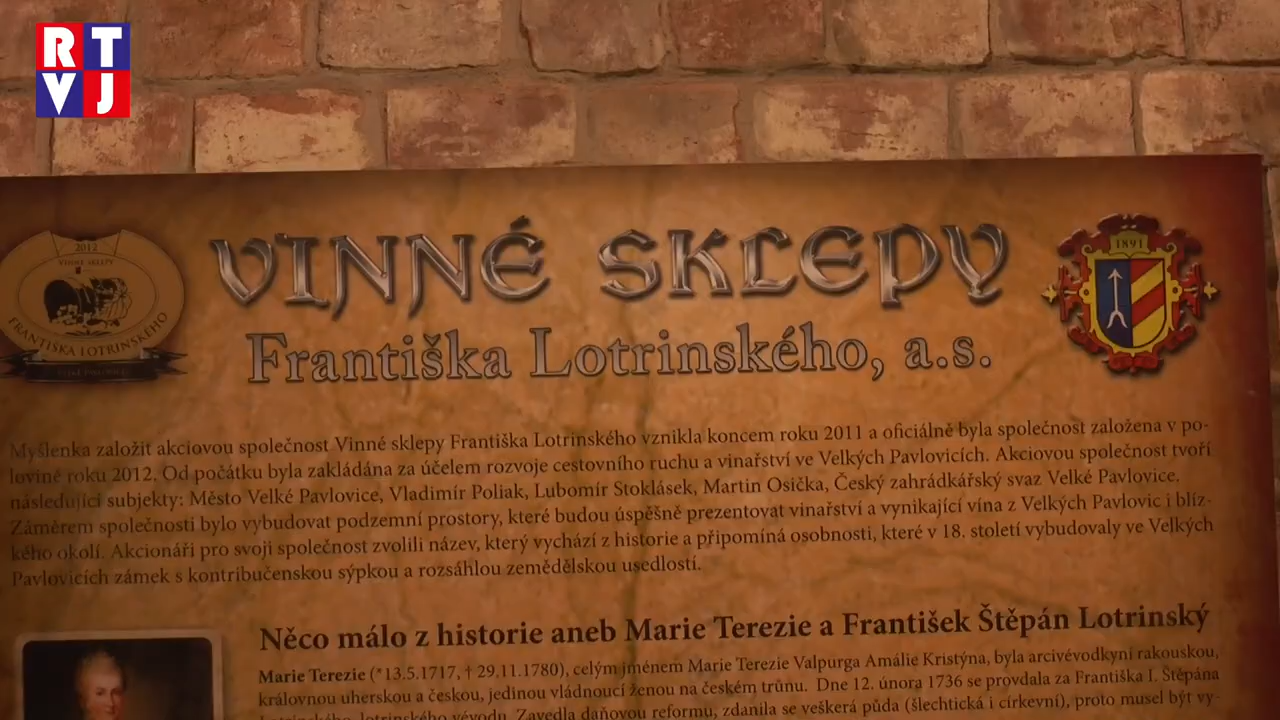 RT
VJ
2012
VINNÉ SKLEPY
FRANTIŠKA LOTRINSKÉHO
VINNÉ SKLEPY
Františka Lotrinského, a.s.
1891
Myšlenka založit akciovou společnost Vinné sklepy Františka Lotrinského vznikla koncem roku 2011 a oficiálně byla společnost založena v po-
lovině roku 2012. Od počátku byla zakládána za účelem rozvoje cestovního ruchu a vinařství ve Velkých Pavlovicích. Akciovou společnost tvoří
následující subjekty: Město Velké Pavlovice, Vladimír Poliak, Lubomír Stoklásek, Martin Osička, Český zahrádkářský svaz Velké Pavlovice.
Záměrem společnosti bylo vybudovat podzemní prostory, které budou úspěšně prezentovat vinařství a vynikající vína z Velkých Pavlovic i blíz-
kého okolí. Akcionáři pro svoji společnost zvolili název, který vychází z historie a připomíná osobnosti, které v 18. století vybudovaly ve Velkých
Pavlovicích zámek s kontribučenskou sýpkou a rozsáhlou zemědělskou usedlostí.
Něco málo z historie aneb Marie Terezie a František Štěpán Lotrinský
Marie Terezie (*13.5.1717, † 29.11.1780), celým jménem Marie Terezie Valpurga Amálie Kristýna, byla arcivévodkyní rakouskou,
královnou uherskou a českou, jedinou vládnoucí ženou na českém trůnu. Dne 12. února 1736 se provdala za Františka I. Štěpána
Lotrinského, lotrinského vévodu. Zavedla daňovou reformu, zdanila se veškerá půda (šlechtická i církevní), proto musel být vy-